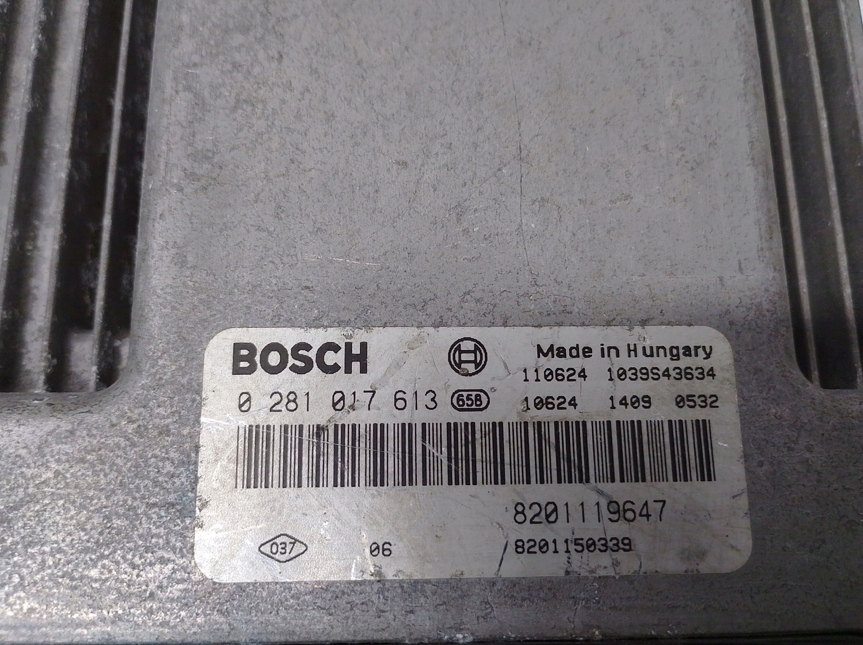 BOSCH
Made in Hungary
110624 1039S43634
0 281 017 613 658
10624 1409 0532
8201119647
037 06 8201150339